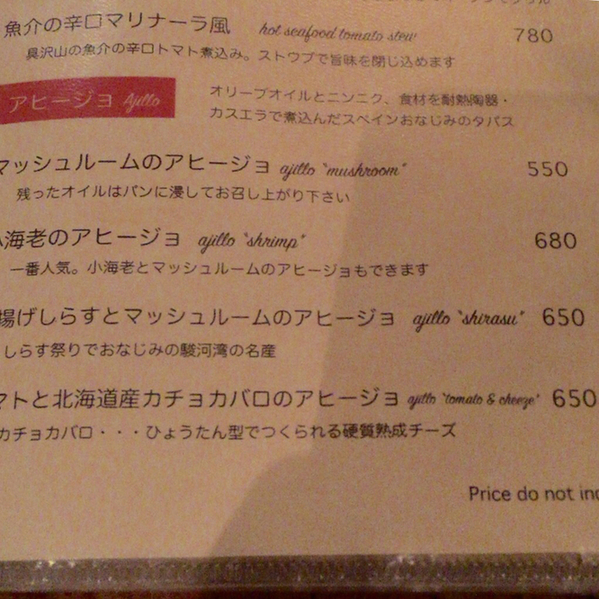 魚介の辛口マリナーラ風 hot seafood tomato stew 780
具沢山の魚介の辛口トマト煮込み。ストウブで旨味を閉じ込めます
アヒージョ Ajillo
オリーブオイルとニンニク、食材を耐熱陶器・
カスエラで煮込んだスペインおなじみのタパス
マッシュルームのアヒージョ ajillo "mushroom" 550
残ったオイルはパンに浸してお召し上がり下さい
小海老のアヒージョ ajillo "shrimp" 680
一番人気。小海老とマッシュルームのアヒージョもできます
揚げしらすとマッシュルームのアヒージョ ajillo "shirasu" 650
しらす祭りでおなじみの駿河湾の名産
マトと北海道産カチョカバロのアヒージョ ajillo "tomato & cheeze" 650
カチョカバロ・・・ひょうたん型でつくられる硬質熟成チーズ
Price do not inc